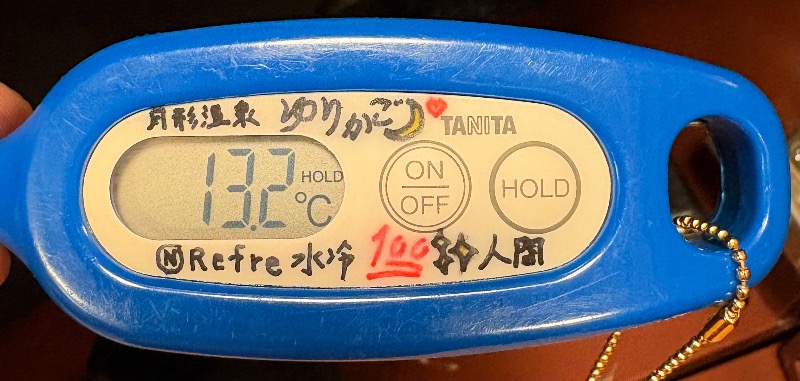 月形温泉 ゆりかご
TANITA
13.2 HOLD
°C
ON
OFF
HOLD
Ⓝ Refre 水冷 100 人間